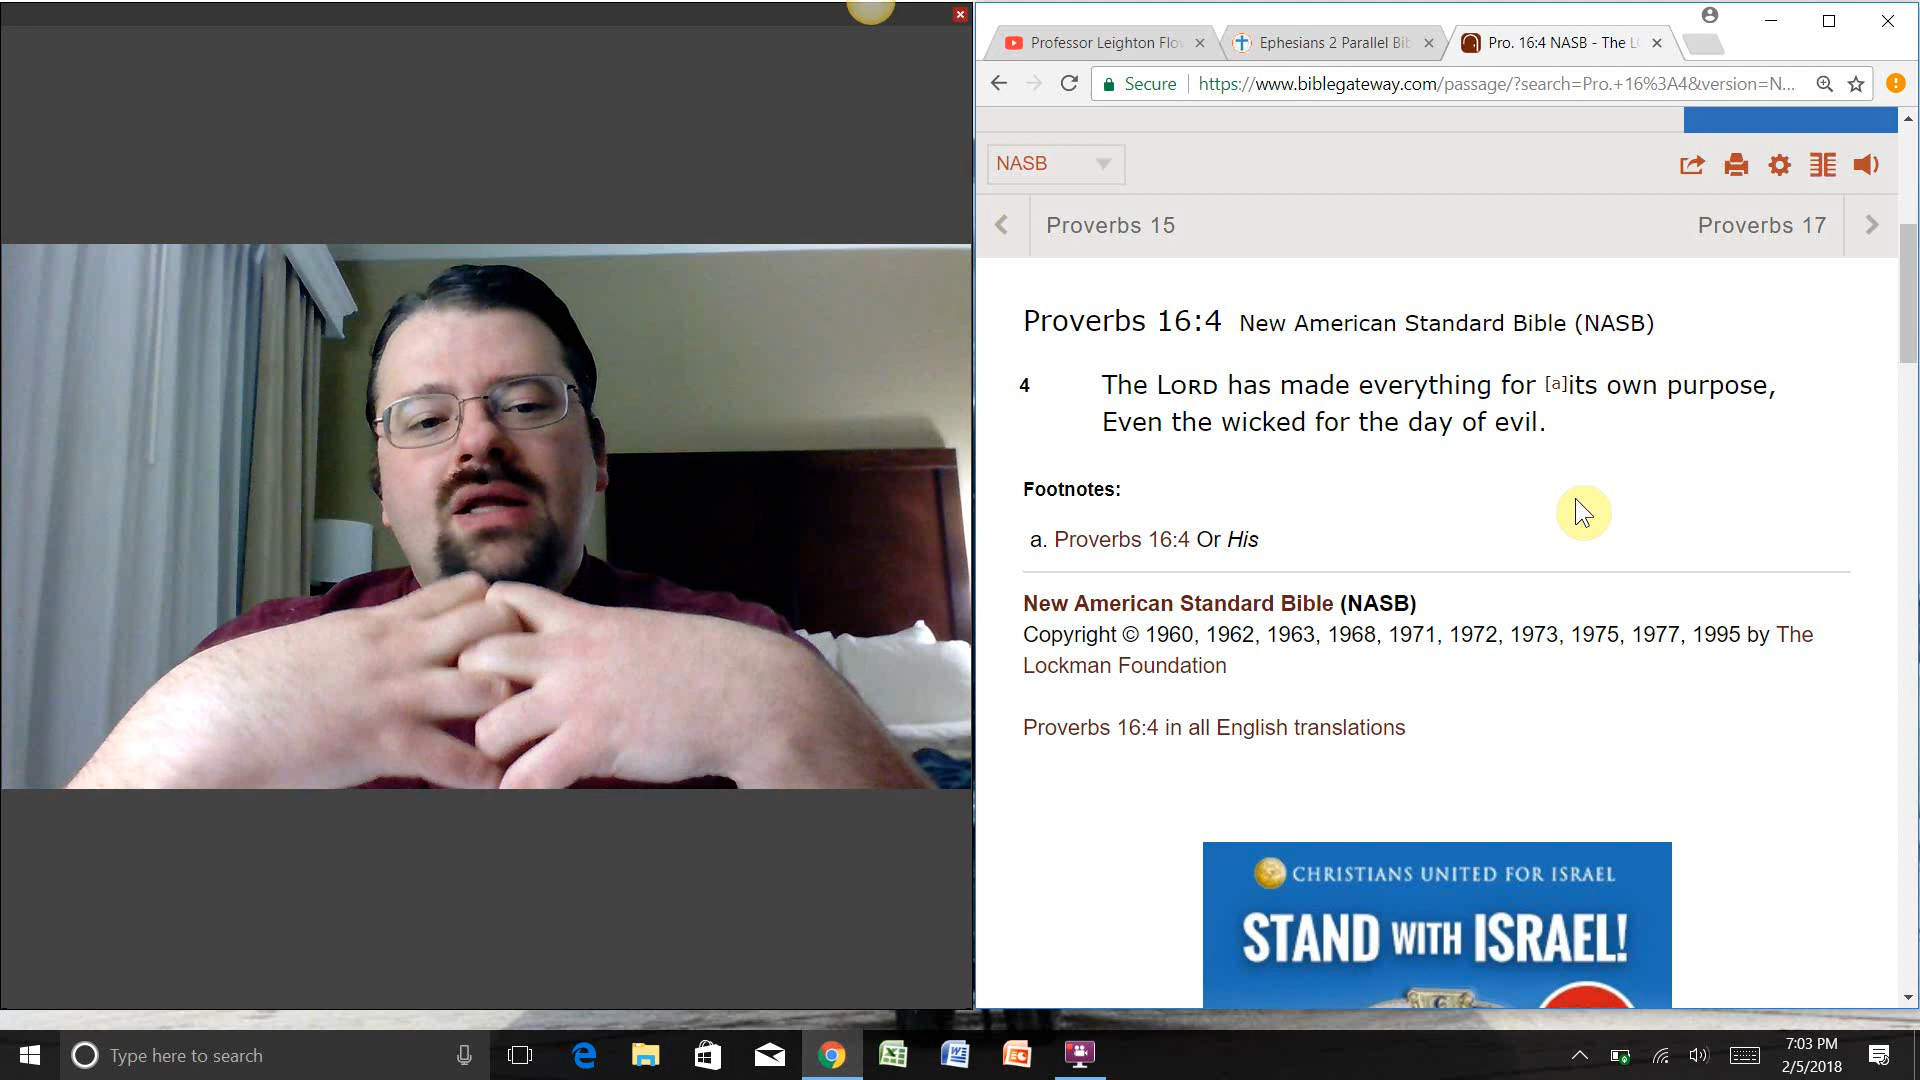 Professor Leighton Flow
Ephesians 2 Parallel Bib
Pro. 16:4 NASB - The L
Secure
https://www.biblegateway.com/passage/?search=Pro.+16%3A4&version=N...
NASB
Proverbs 15
Proverbs 17
Proverbs 16:4 New American Standard Bible (NASB)
4 The LORD has made everything for [a]its own purpose,
Even the wicked for the day of evil.
Footnotes:
a. Proverbs 16:4 Or His
New American Standard Bible (NASB)
Copyright © 1960, 1962, 1963, 1968, 1971, 1972, 1973, 1975, 1977, 1995 by The
Lockman Foundation
Proverbs 16:4 in all English translations
CHRISTIANS UNITED FOR ISRAEL
STAND WITH ISRAEL!
Type here to search
7:03 PM
2/5/2018